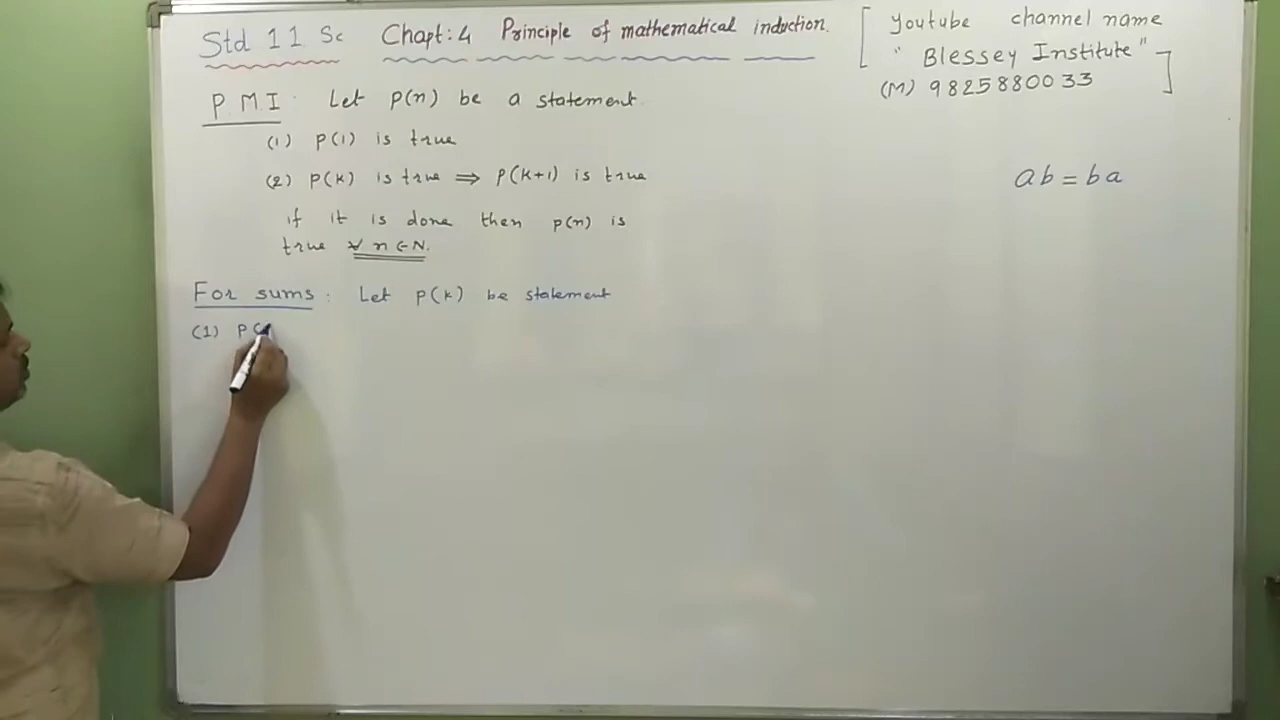 Std 11 Sc Chapt: 4 Principle of mathematical induction.
[ youtube channel name
" Blessey Institute"
(M) 9825880033 ]
P.M.I : Let P(n) be a statement.
(1) P(1) is true
(2) P(k) is true ⟹ P(k+1) is true
if it is done then p(n) is
true ∀ n ∈ N.
ab = ba
For sums : Let P(k) be statement
(1) P(